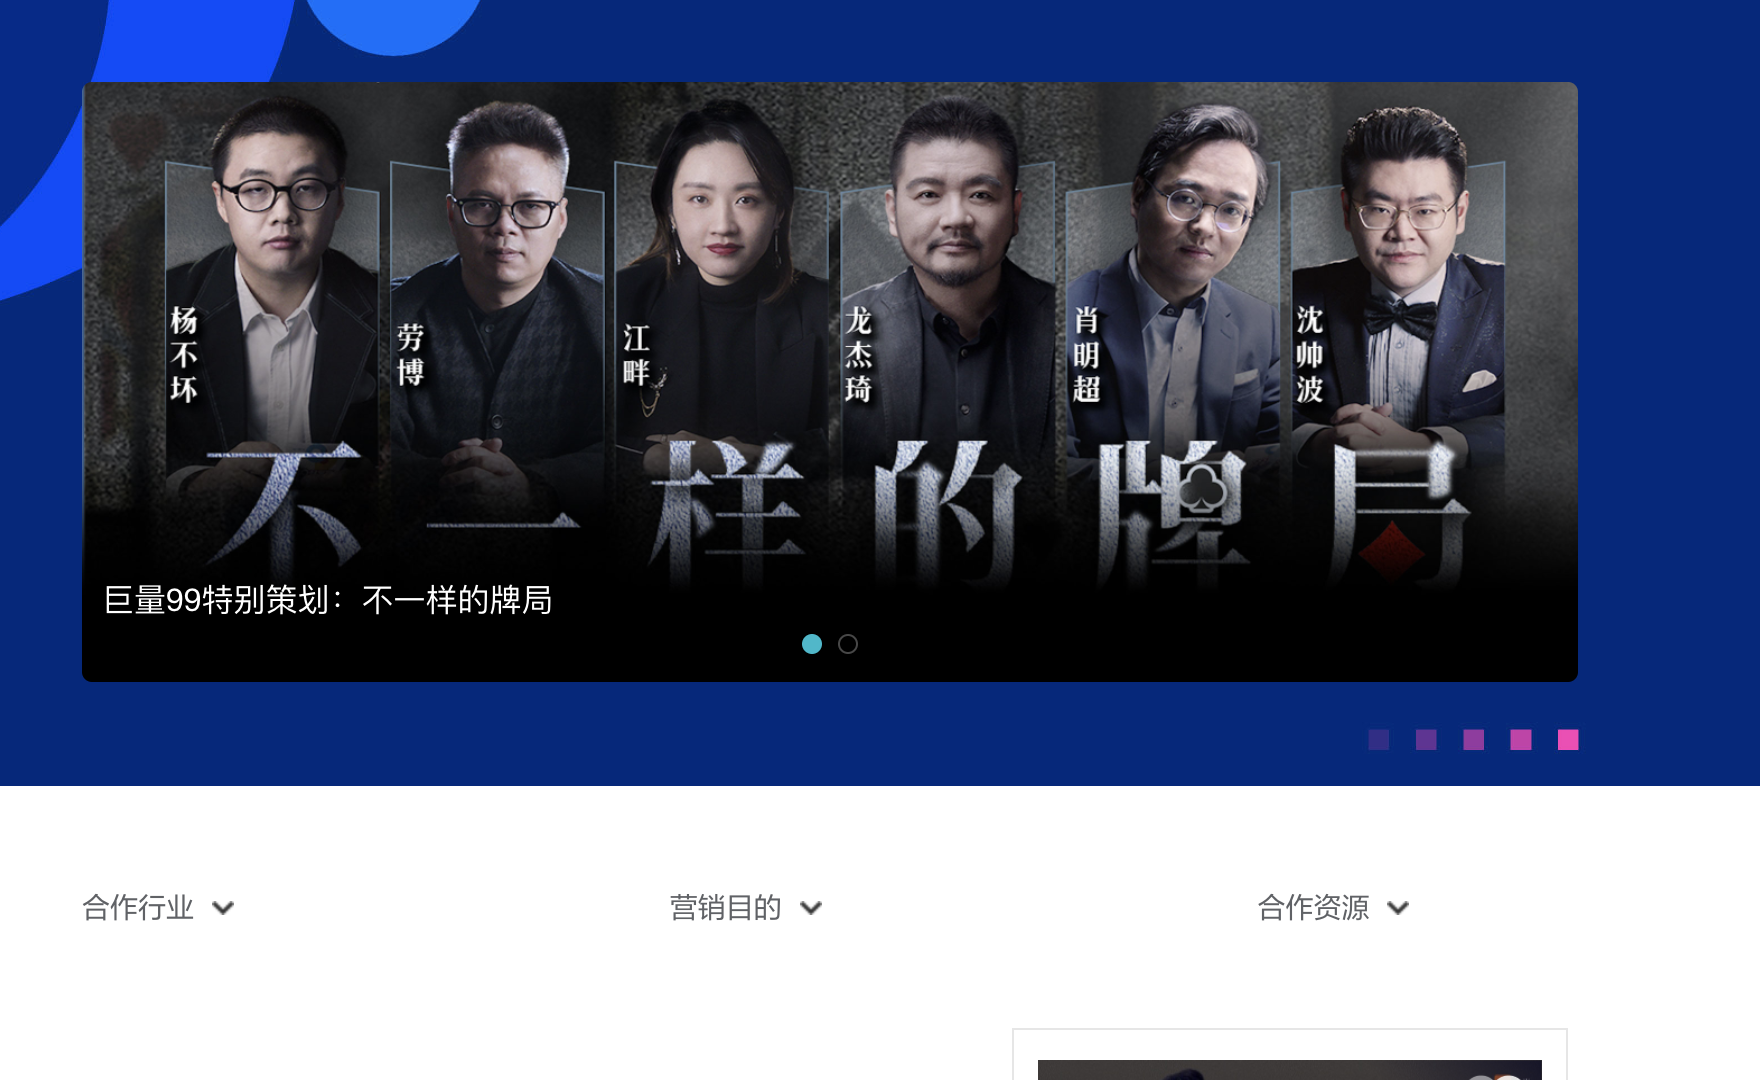 杨不坏
劳博
江畔
龙杰琦
肖明超
沈帅波
不一样的牌局
巨量99特别策划：不一样的牌局
合作行业
营销目的
合作资源